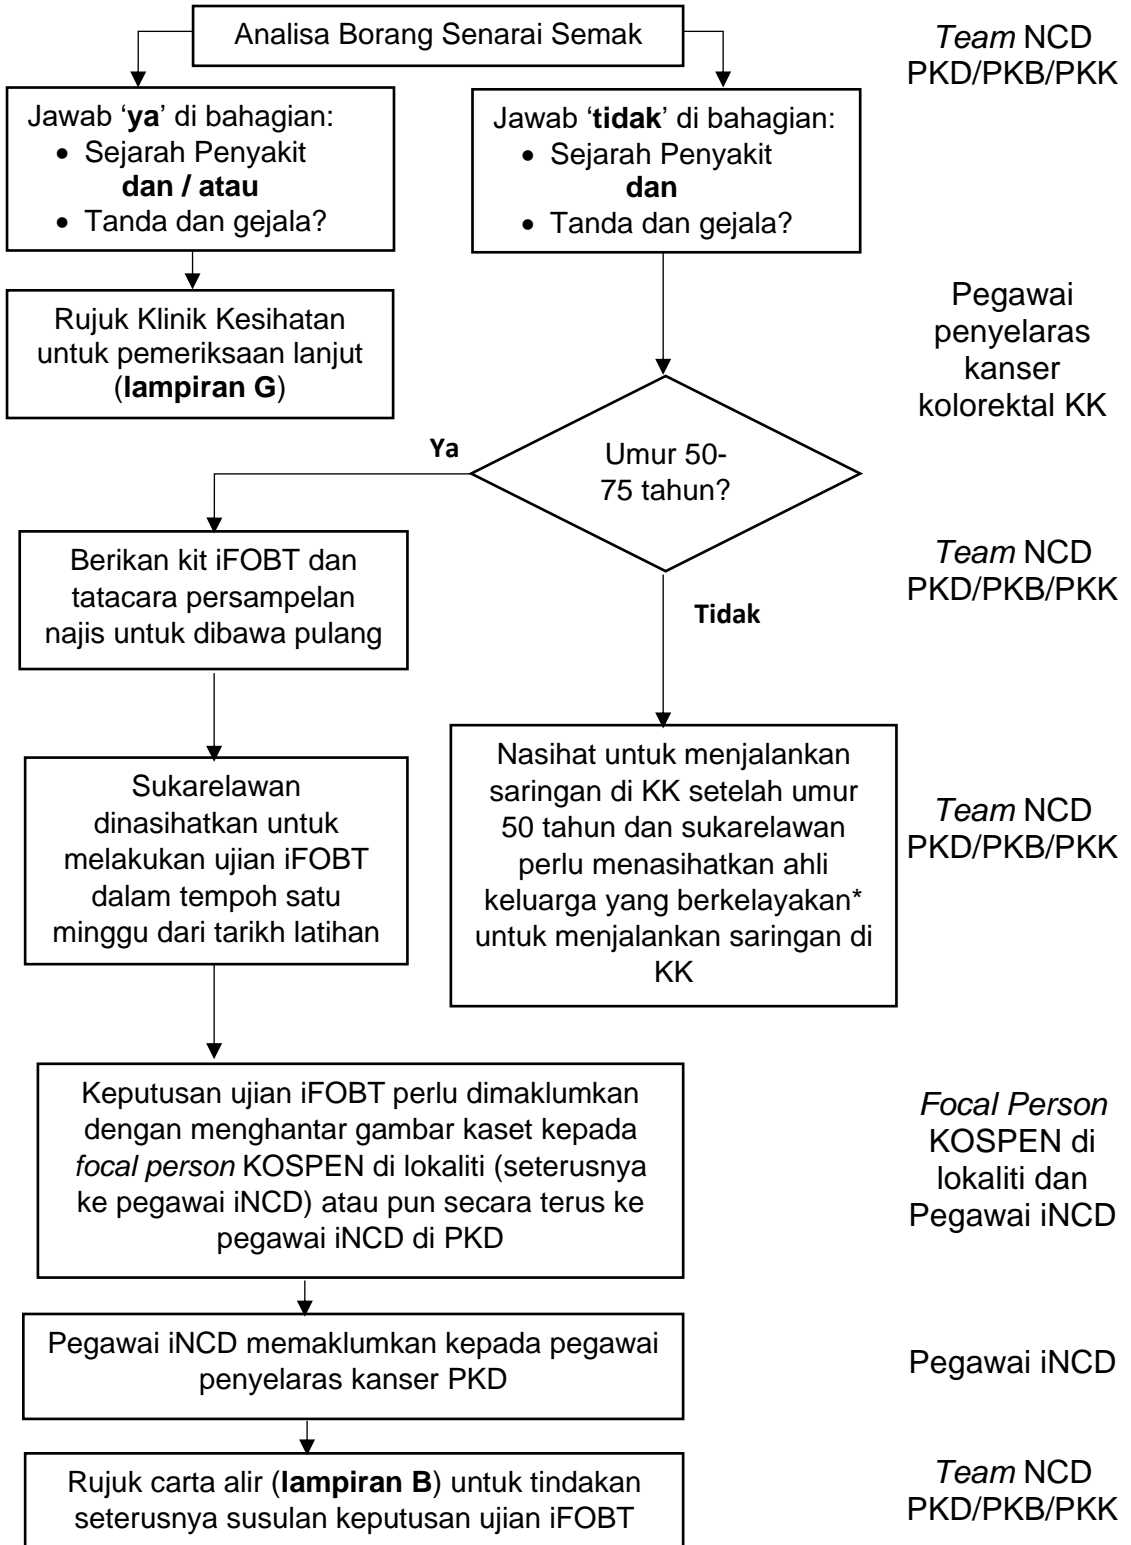 Analisa Borang Senarai Semak
Team NCD
PKD/PKB/PKK
Jawab ‘ya’ di bahagian:
• Sejarah Penyakit
dan / atau
• Tanda dan gejala?
Jawab ‘tidak’ di bahagian:
• Sejarah Penyakit
dan
• Tanda dan gejala?
Rujuk Klinik Kesihatan
untuk pemeriksaan lanjut
(lampiran G)
Pegawai
penyelaras
kanser
kolorektal KK
Umur 50-
75 tahun?
Ya
Tidak
Berikan kit iFOBT dan
tatacara persampelan
najis untuk dibawa pulang
Team NCD
PKD/PKB/PKK
Sukarelawan
dinasihatkan untuk
melakukan ujian iFOBT
dalam tempoh satu
minggu dari tarikh latihan
Nasihat untuk menjalankan
saringan di KK setelah umur
50 tahun dan sukarelawan
perlu menasihatkan ahli
keluarga yang berkelayakan*
untuk menjalankan saringan di
KK
Team NCD
PKD/PKB/PKK
Keputusan ujian iFOBT perlu dimaklumkan
dengan menghantar gambar kaset kepada
focal person KOSPEN di lokaliti (seterusnya
ke pegawai iNCD) atau pun secara terus ke
pegawai iNCD di PKD
Focal Person
KOSPEN di
lokaliti dan
Pegawai iNCD
Pegawai iNCD memaklumkan kepada pegawai
penyelaras kanser PKD
Pegawai iNCD
Rujuk carta alir (lampiran B) untuk tindakan
seterusnya susulan keputusan ujian iFOBT
Team NCD
PKD/PKB/PKK